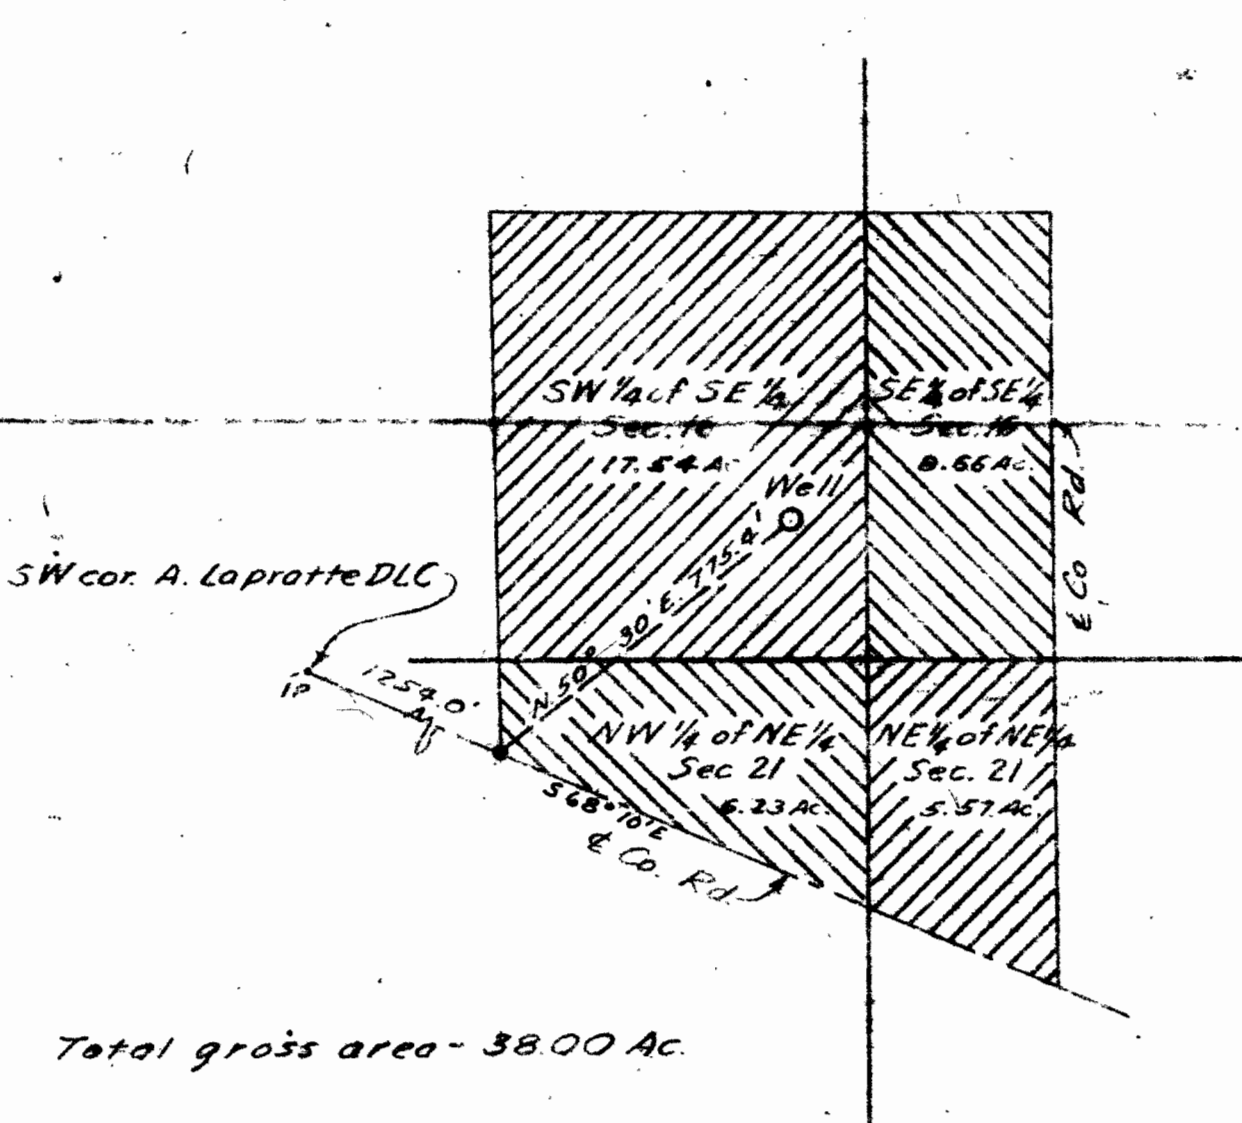 SW ¼ of SE ¼
Sec. 16
17.54 Ac.
SE ¼ of SE ¼
Sec. 16
8.66 Ac.
Well
℄ Co Rd.
N. 50° 30' E. 775.4'
SW cor. A. Lapratte DLC
ip
1254.0'
NW ¼ of NE ¼
Sec 21
6.23 Ac.
NE ¼ of NE ¼
Sec. 21
5.57 Ac.
S 68° 10' E
℄ Co. Rd.
Total gross area - 38.00 Ac.